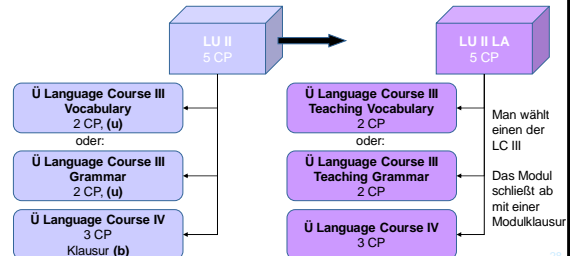 LU II
5 CP
Ü Language Course III
Vocabulary
2 CP, (u)
oder:
Ü Language Course III
Grammar
2 CP, (u)
Ü Language Course IV
3 CP
Klausur (b)
LU II LA
5 CP
Ü Language Course III
Teaching Vocabulary
2 CP
oder:
Ü Language Course III
Teaching Grammar
2 CP
Ü Language Course IV
3 CP
Man wählt
einen der
LC III
Das Modul
schließt ab
mit einer
Modulklausur